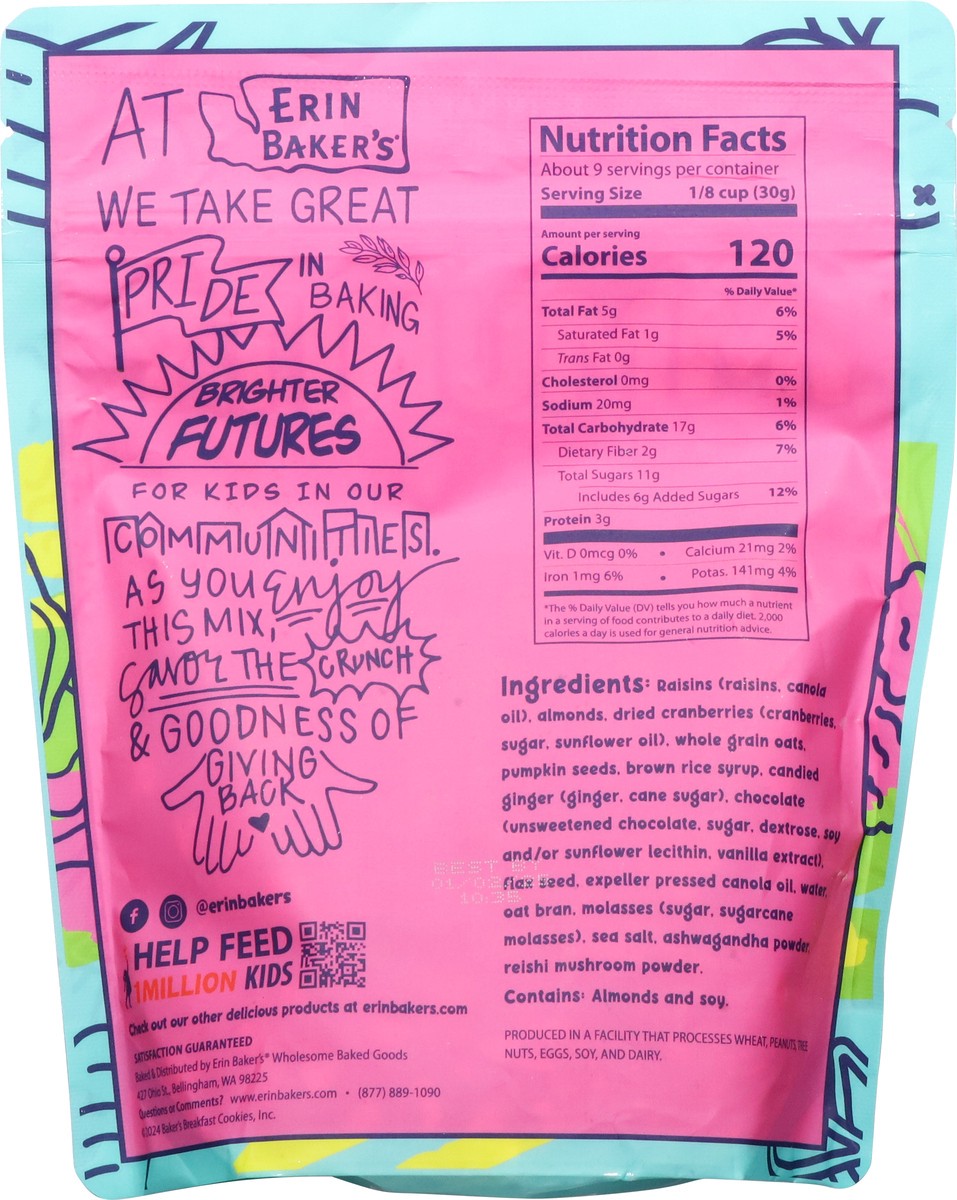 AT ERIN
BAKER'S
WE TAKE GREAT
PRIDE IN
BAKING
BRIGHTER
FUTURES
FOR KIDS IN OUR
COMMUNITIES.
AS YOU enjoy
THIS MIX,
savor THE CRUNCH
& GOODNESS OF
GIVING
BACK
@erinbakers
HELP FEED
1MILLION KIDS
Check out our other delicious products at erinbakers.com
SATISFACTION GUARANTEED
Baked & Distributed by Erin Baker's® Wholesome Baked Goods
427 Ohio St., Bellingham, WA 98225
Questions or Comments? www.erinbakers.com • (877) 889-1090
©2024 Baker's Breakfast Cookies, Inc.
Nutrition Facts
About 9 servings per container
Serving Size 1/8 cup (30g)
Amount per serving
Calories 120
% Daily Value*
Total Fat 5g 6%
Saturated Fat 1g 5%
Trans Fat 0g
Cholesterol 0mg 0%
Sodium 20mg 1%
Total Carbohydrate 17g 6%
Dietary Fiber 2g 7%
Total Sugars 11g
Includes 6g Added Sugars 12%
Protein 3g
Vit. D 0mcg 0% • Calcium 21mg 2%
Iron 1mg 6% • Potas. 141mg 4%
*The % Daily Value (DV) tells you how much a nutrient
in a serving of food contributes to a daily diet. 2,000
calories a day is used for general nutrition advice.
Ingredients: Raisins (raisins, canola
oil), almonds, dried cranberries (cranberries,
sugar, sunflower oil), whole grain oats,
pumpkin seeds, brown rice syrup, candied
ginger (ginger, cane sugar), chocolate
(unsweetened chocolate, sugar, dextrose, soy
and/or sunflower lecithin, vanilla extract),
flax seed, expeller pressed canola oil, water,
oat bran, molasses (sugar, sugarcane
molasses), sea salt, ashwagandha powder,
reishi mushroom powder.
Contains: Almonds and soy.
PRODUCED IN A FACILITY THAT PROCESSES WHEAT, PEANUTS, TREE
NUTS, EGGS, SOY, AND DAIRY.
BEST BY
10:35